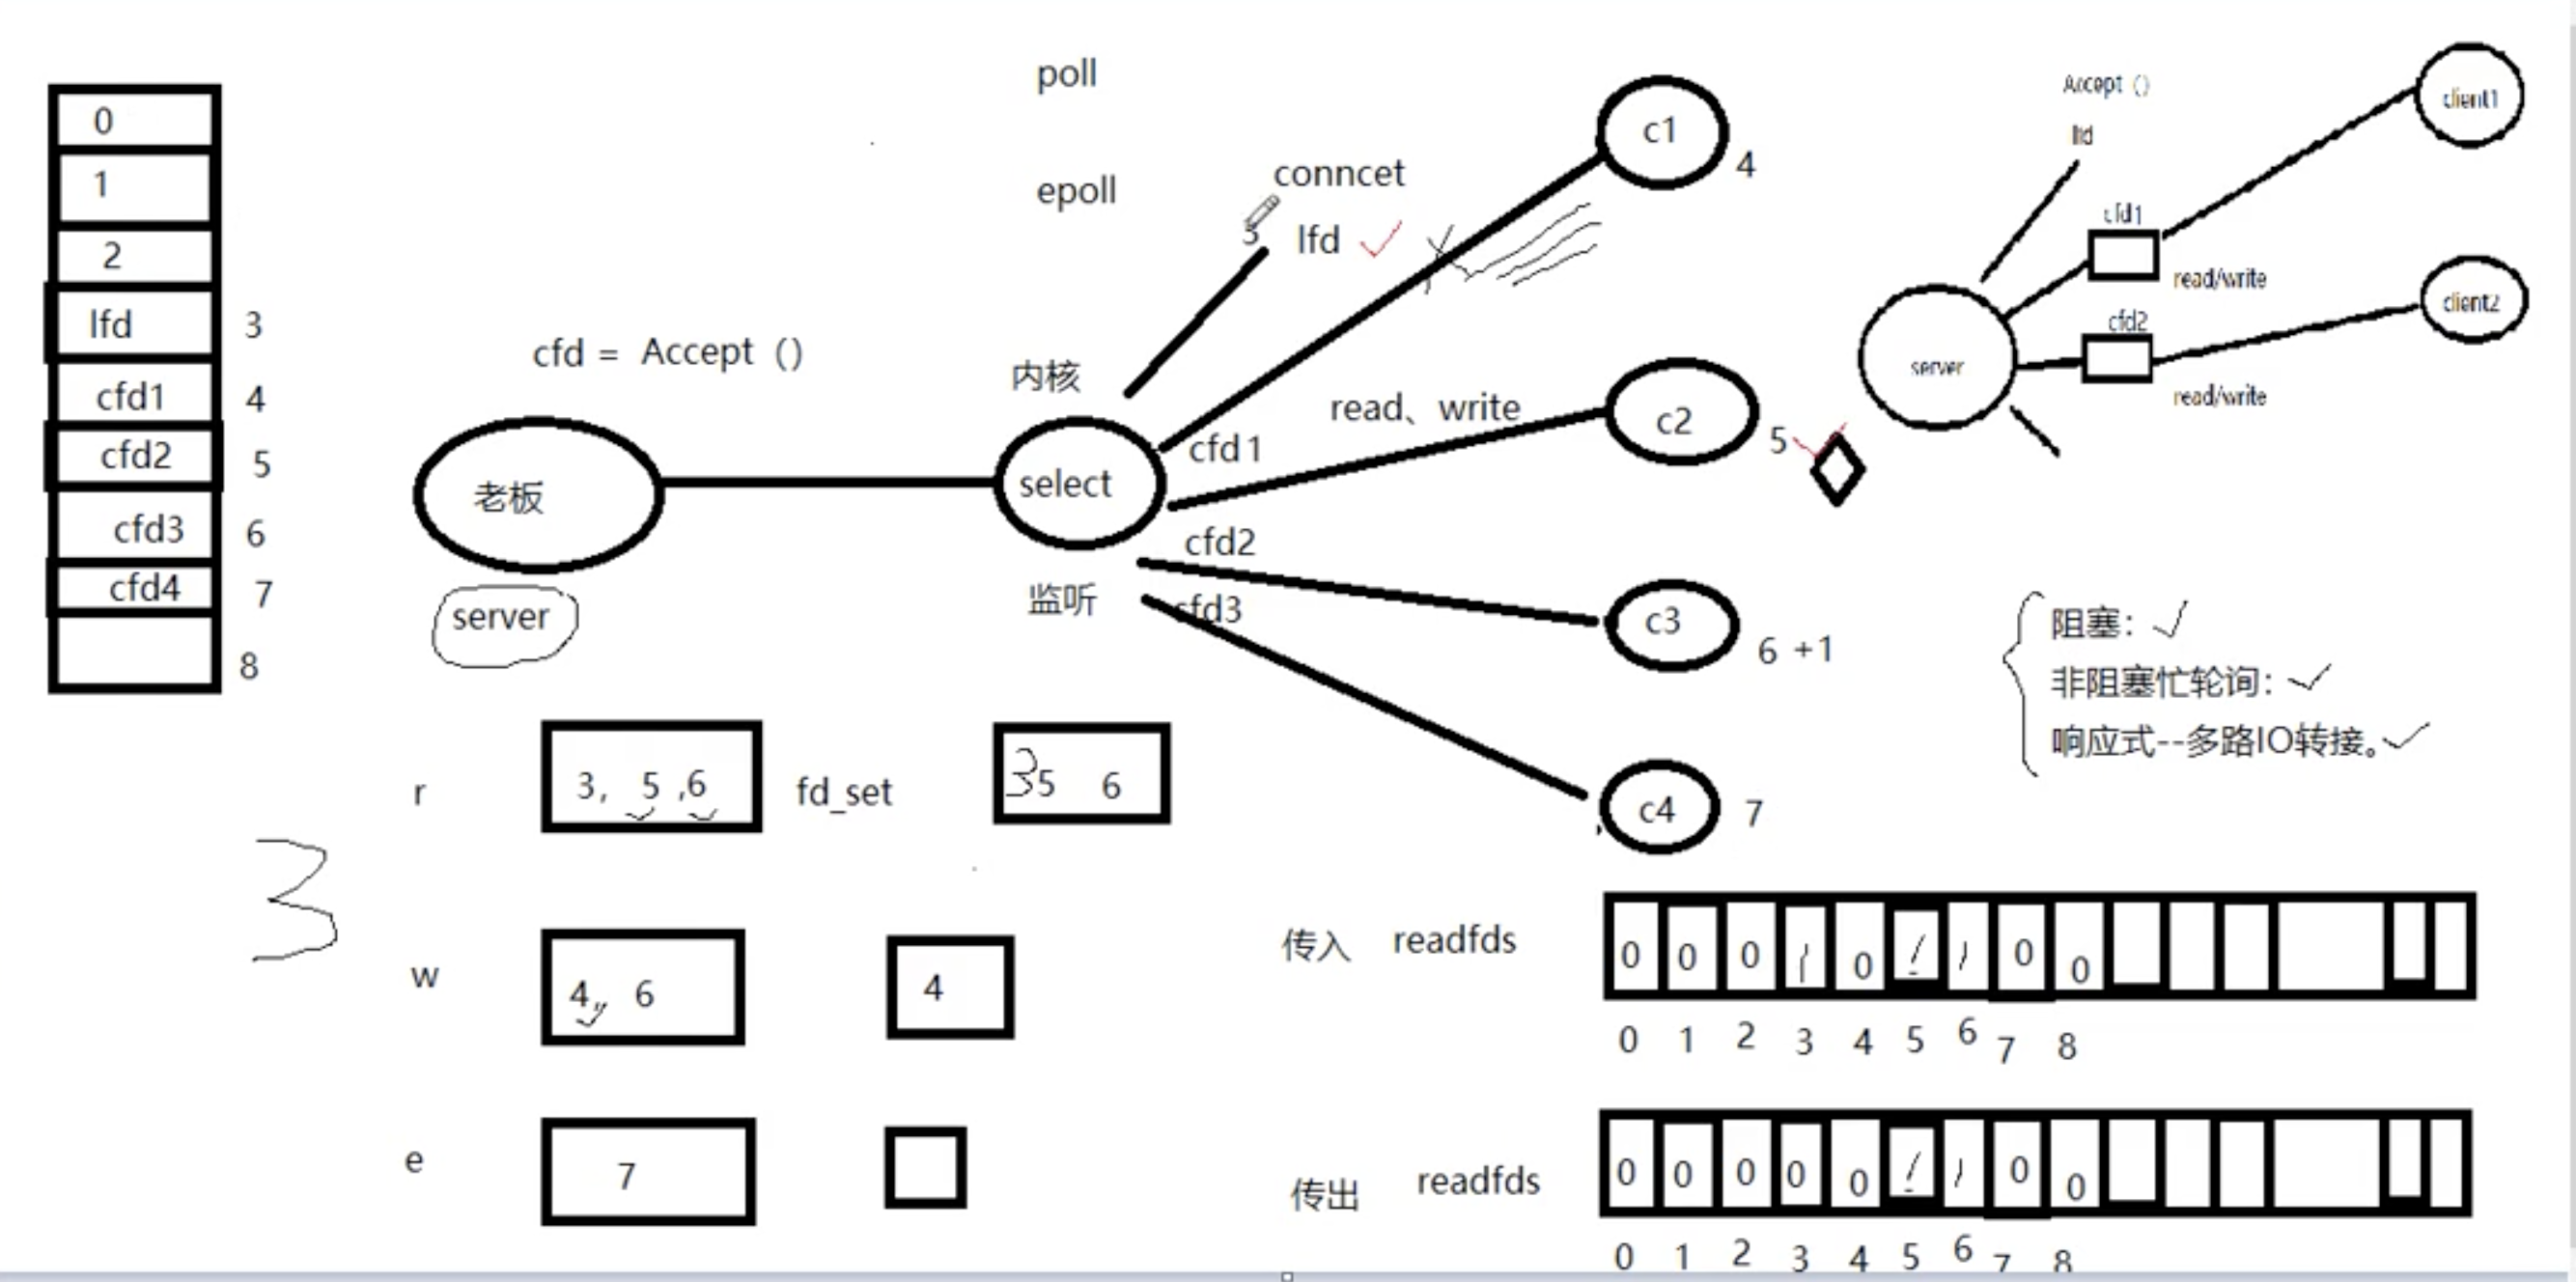 0
1
2
lfd 3
cfd1 4
cfd2 5
cfd3 6
cfd4 7
8
poll
epoll
conncet
3 lfd
cfd = Accept ()
内核
老板
server
select
监听
cfd1
cfd2
cfd3
read、write
c1 4
c2 5
c3 6 +1
c4 7
Accept ()
lfd
cfd1
read/write
cfd2
read/write
server
client1
client2
阻塞:
非阻塞忙轮询:
响应式--多路IO转接。
r 3, 5 ,6 fd_set 3 5 6
3
w 4, 6 4
e 7
传入 readfds 0 0 0 1 0 1 1 0 0
0 1 2 3 4 5 6 7 8
传出 readfds 0 0 0 0 0 1 1 0 0
0 1 2 3 4 5 6 7 8